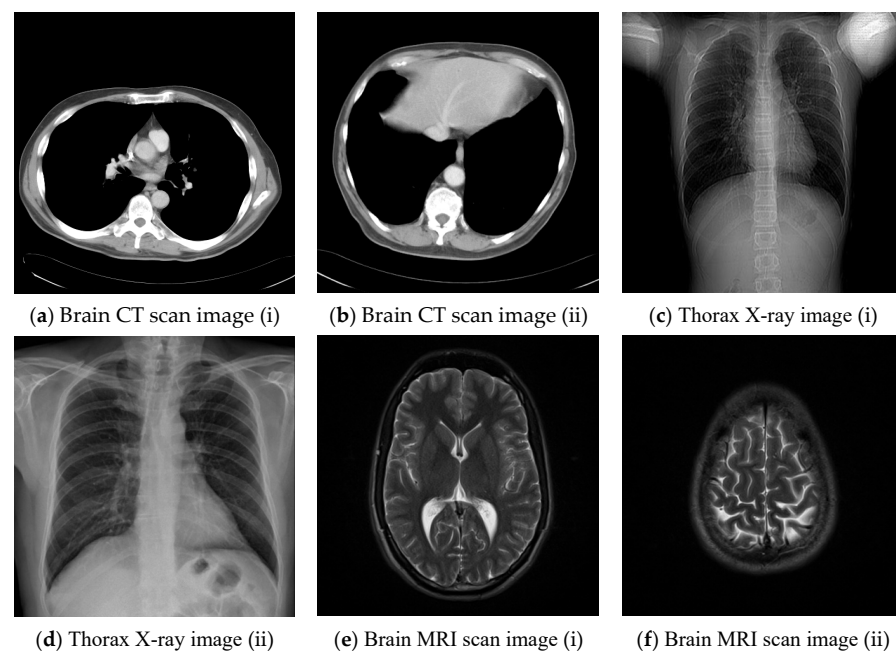 (a) Brain CT scan image (i)
(b) Brain CT scan image (ii)
(c) Thorax X-ray image (i)
(d) Thorax X-ray image (ii)
(e) Brain MRI scan image (i)
(f) Brain MRI scan image (ii)